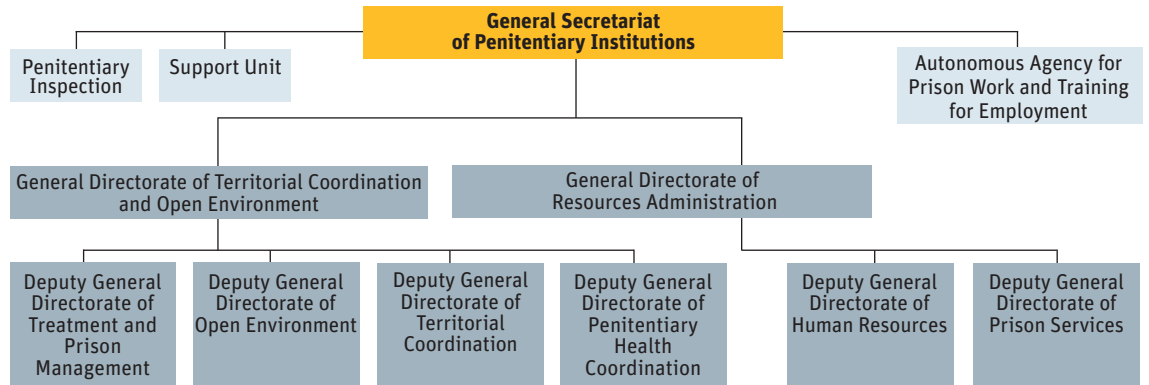 General Secretariat
of Penitentiary Institutions
Penitentiary
Inspection
Support Unit
Autonomous Agency for
Prison Work and Training
for Employment
General Directorate of Territorial Coordination
and Open Environment
General Directorate of
Resources Administration
Deputy General
Directorate of
Treatment and
Prison
Management
Deputy General
Directorate of
Open Environment
Deputy General
Directorate of
Territorial
Coordination
Deputy General
Directorate of
Penitentiary
Health
Coordination
Deputy General
Directorate of
Human Resources
Deputy General
Directorate of
Prison Services